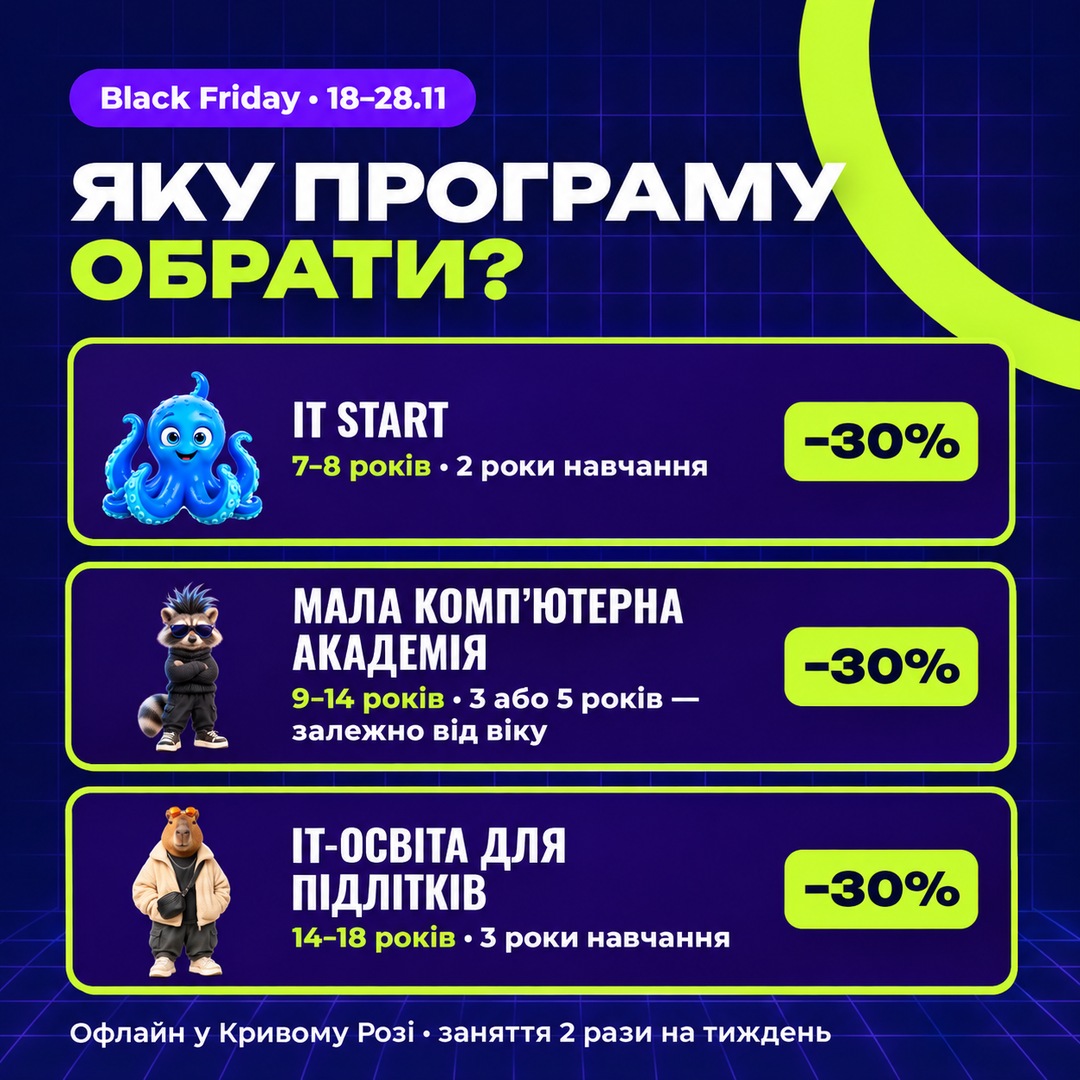 Black Friday • 18–28.11
ЯКУ ПРОГРАМУ
ОБРАТИ?
IT START
7–8 років • 2 роки навчання
-30%
МАЛА КОМП’ЮТЕРНА
АКАДЕМІЯ
9–14 років • 3 або 5 років —
залежно від віку
-30%
ІТ-ОСВІТА ДЛЯ
ПІДЛІТКІВ
14–18 років • 3 роки навчання
-30%
Офлайн у Кривому Розі • заняття 2 рази на тиждень